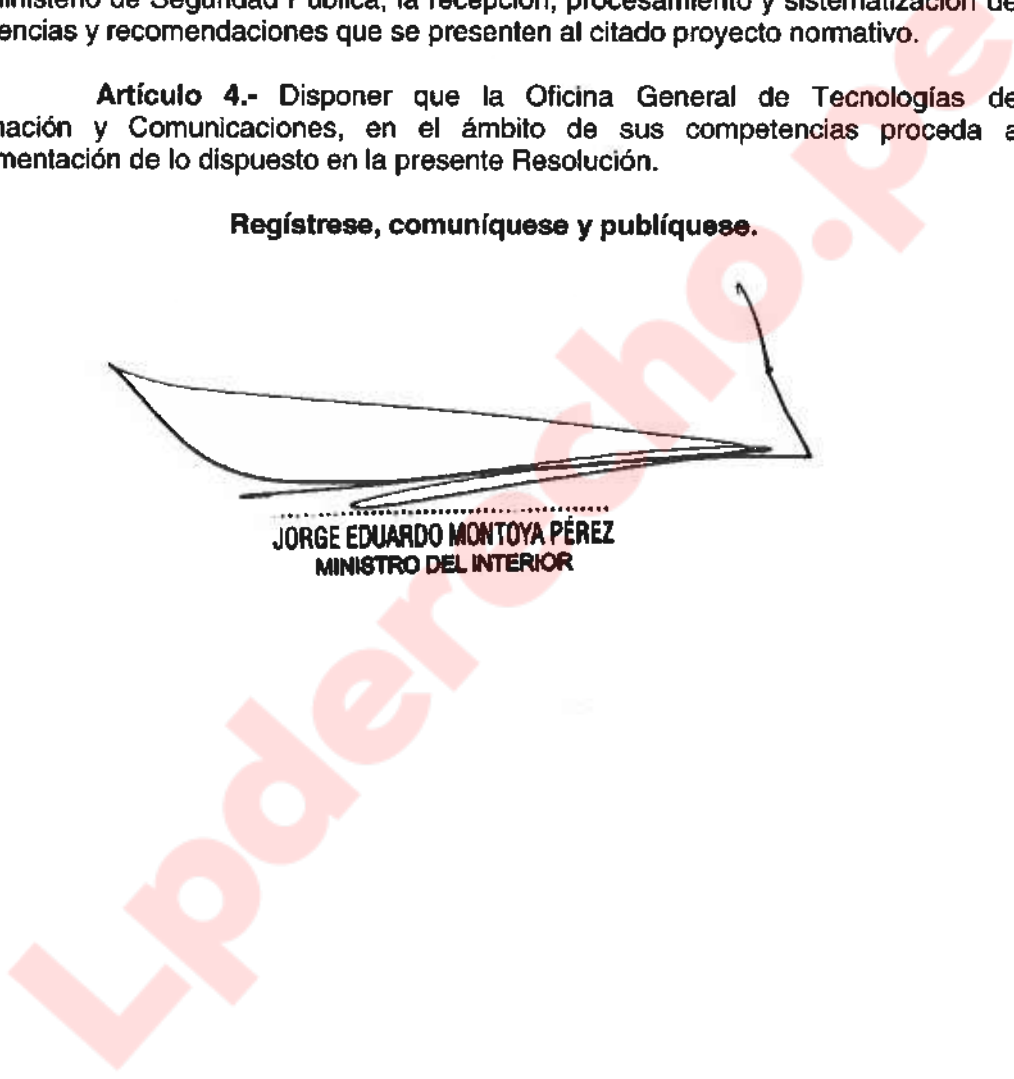 Ministerio de Seguridad Pública, la recepción, procesamiento y sistematización de
encias y recomendaciones que se presenten al citado proyecto normativo.
Artículo 4.- Disponer que la Oficina General de Tecnologías de
mación y Comunicaciones, en el ámbito de sus competencias proceda a
mentación de lo dispuesto en la presente Resolución.
Regístrese, comuníquese y publíquese.
JORGE EDUARDO MONTOYA PÉREZ
MINISTRO DEL INTERIOR
Lpderecho.pe